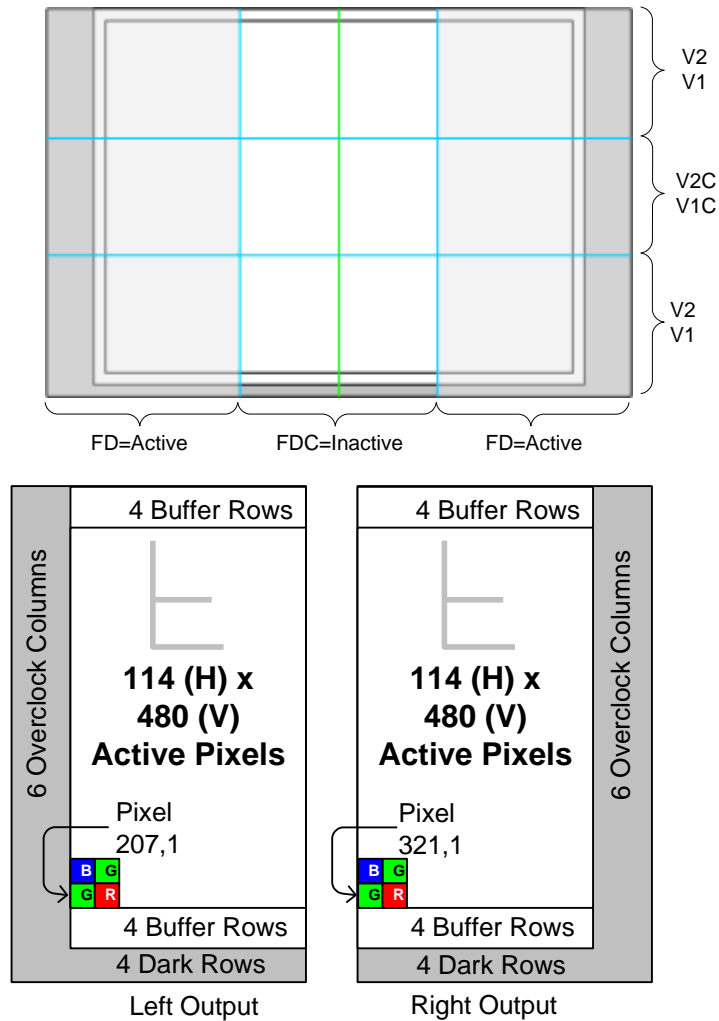 V2
V1
V2C
V1C
V2
V1
FD=Active
FDC=Inactive
FD=Active
4 Buffer Rows
6 Overclock Columns
114 (H) x
480 (V)
Active Pixels
Pixel
207,1
B G
G R
4 Buffer Rows
4 Dark Rows
Left Output
4 Buffer Rows
6 Overclock Columns
114 (H) x
480 (V)
Active Pixels
Pixel
321,1
B G
G R
4 Buffer Rows
4 Dark Rows
Right Output